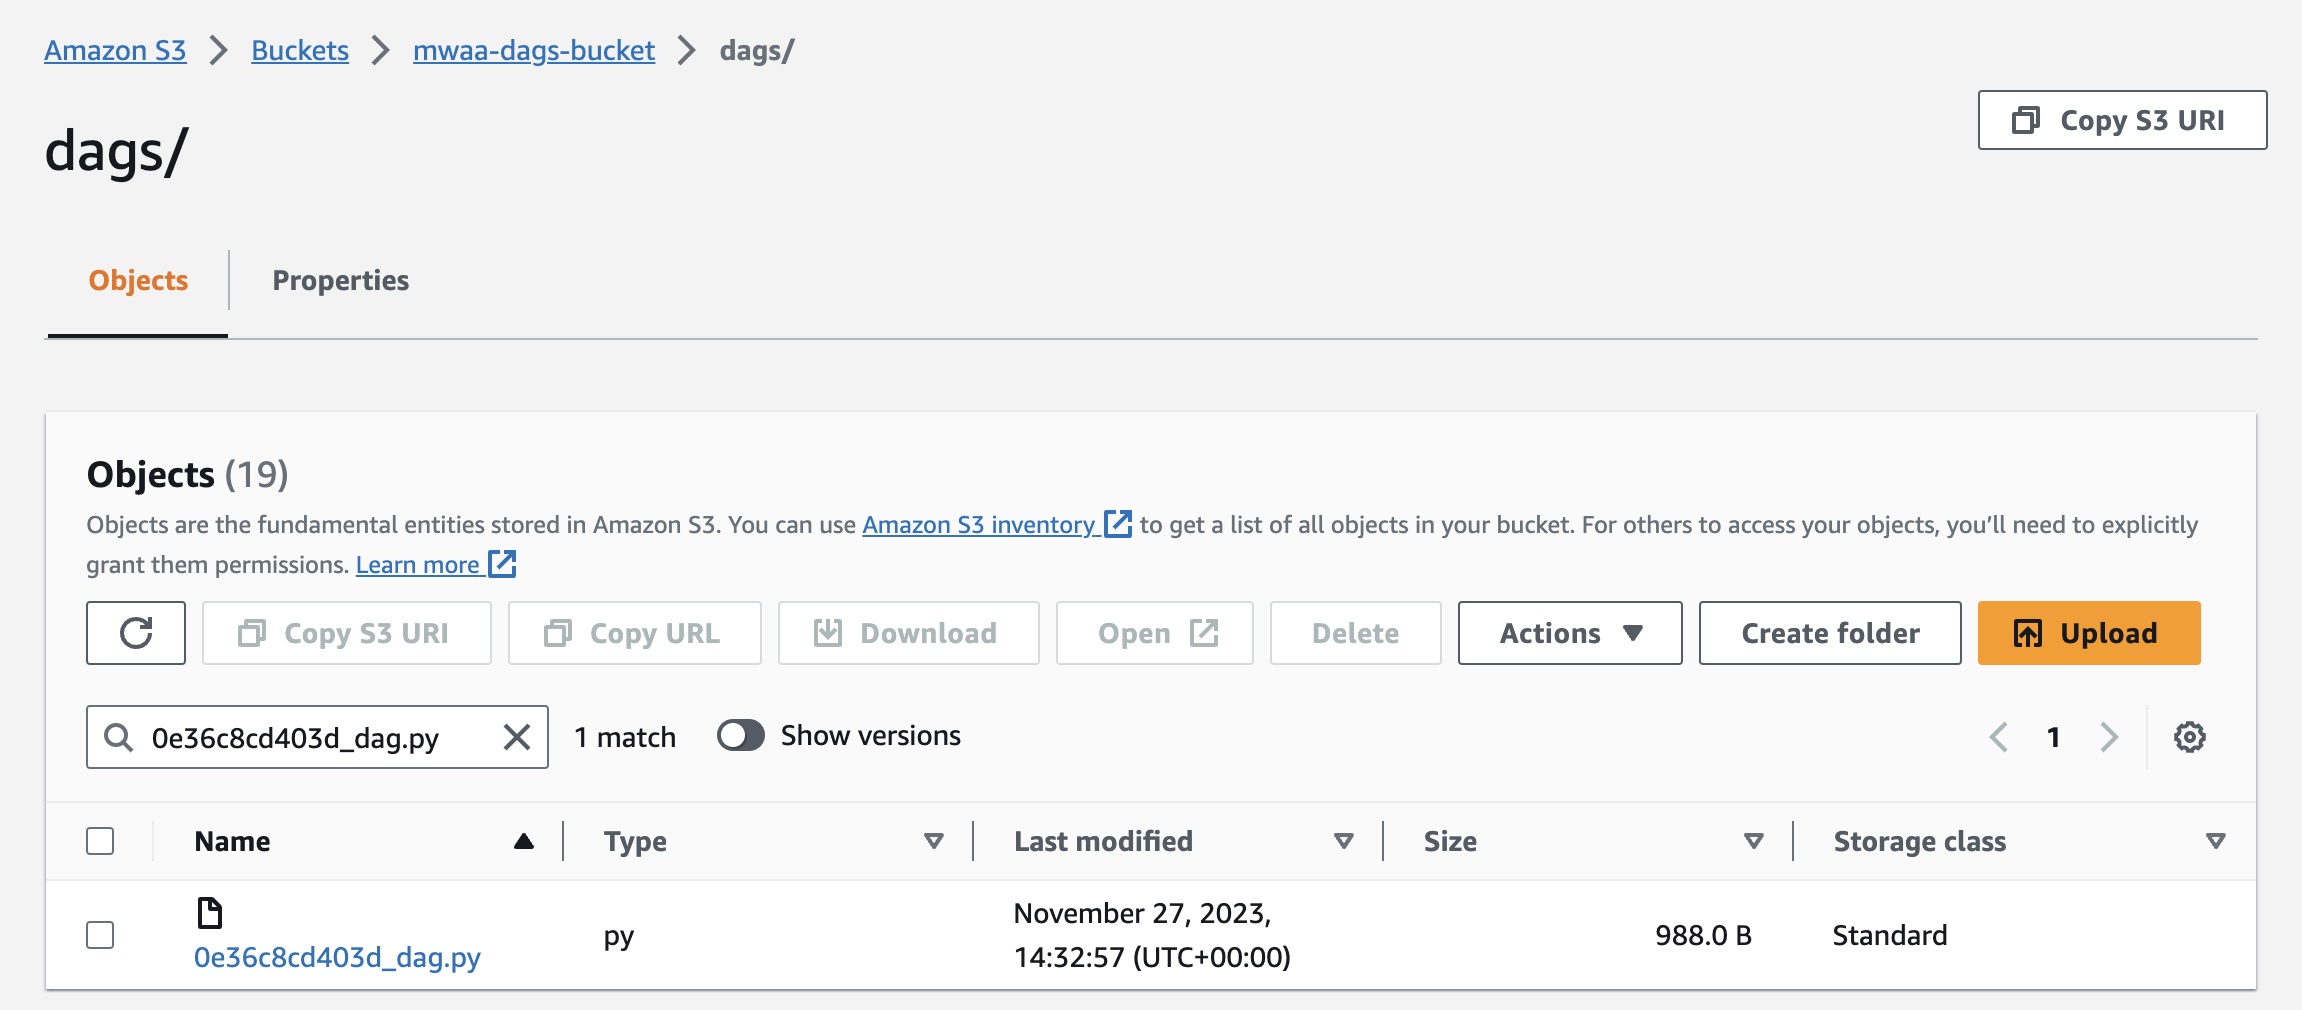 Amazon S3 > Buckets > mwaa-dags-bucket > dags/
Copy S3 URI
dags/
Objects Properties
Objects (19)
Objects are the fundamental entities stored in Amazon S3. You can use Amazon S3 inventory to get a list of all objects in your bucket. For others to access your objects, you’ll need to explicitly
grant them permissions. Learn more
Copy S3 URI Copy URL Download Open Delete Actions Create folder Upload
0e36c8cd403d_dag.py 1 match Show versions 1
Name Type Last modified Size Storage class
0e36c8cd403d_dag.py py November 27, 2023, 14:32:57 (UTC+00:00) 988.0 B Standard